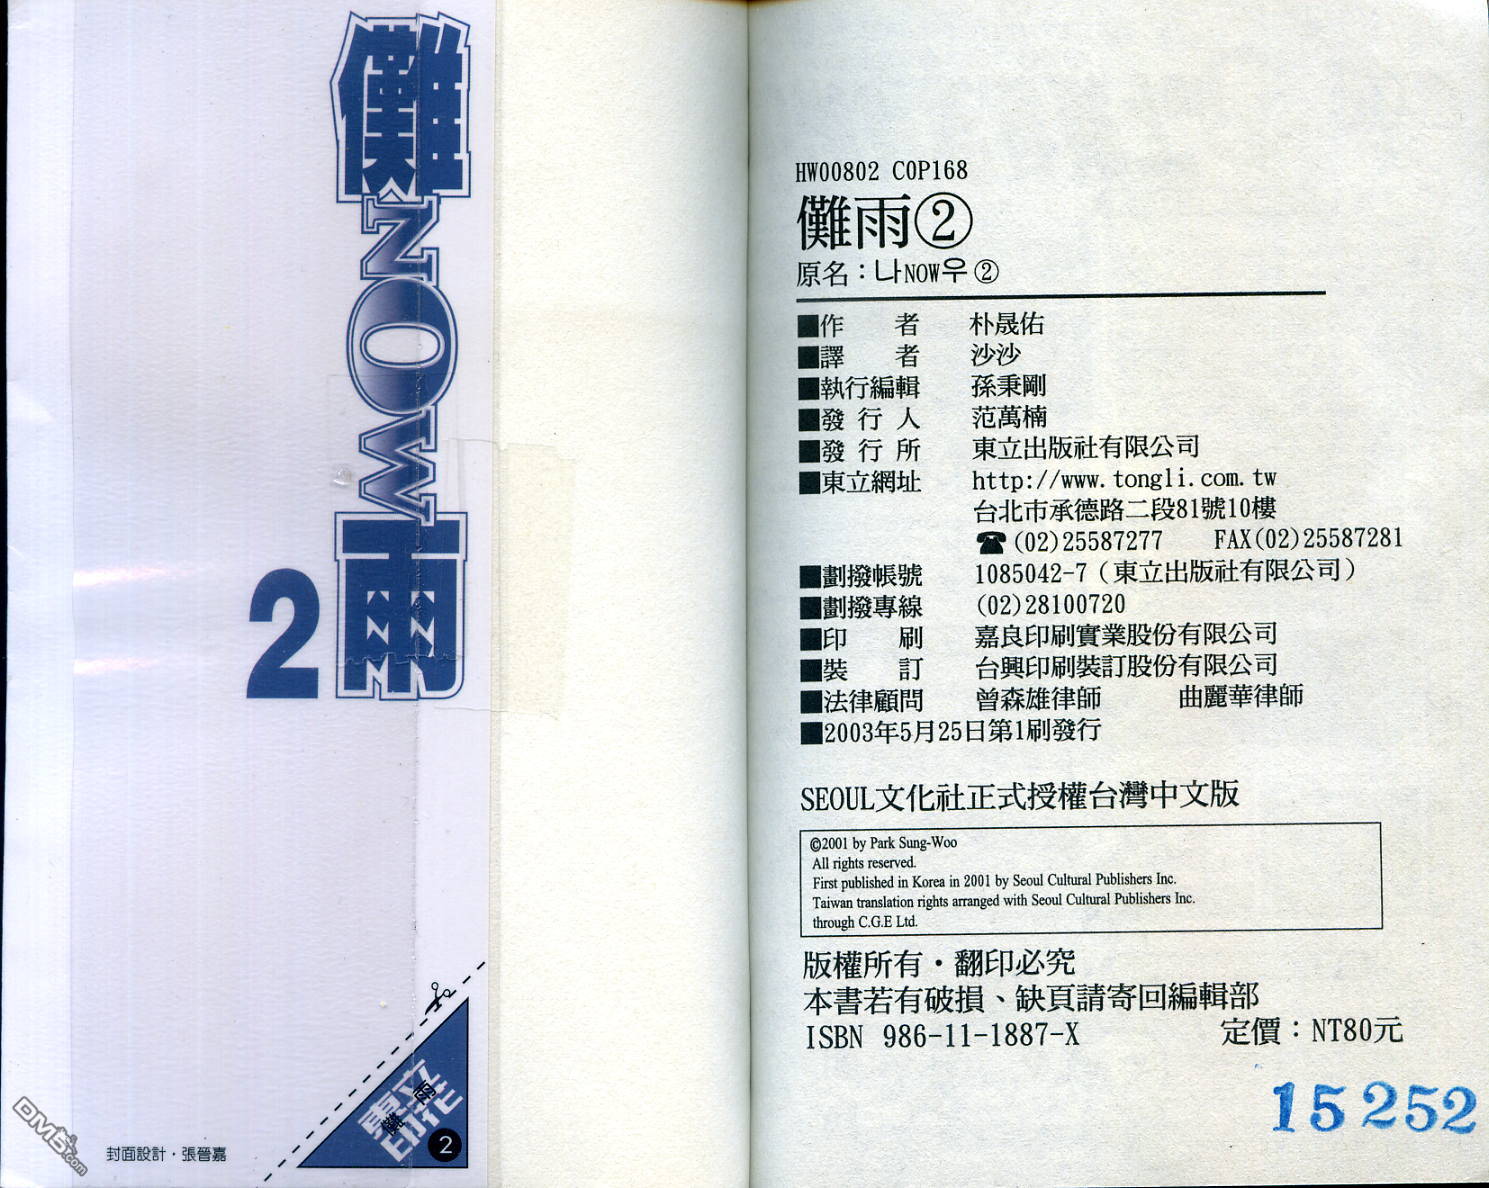 儺
NOW
雨
2
東立
印花
儺雨
2
封面設計・張晉嘉
DM5.com
HW00802 COP168
儺雨②
原名：나NOW우②
■作　　者　朴晟佑
■譯　　者　沙沙
■執行編輯　孫秉剛
■發 行 人　范萬楠
■發 行 所　東立出版社有限公司
■東立網址　http://www.tongli.com.tw
台北市承德路二段81號10樓
☎(02)25587277　FAX(02)25587281
■劃撥帳號　1085042-7（東立出版社有限公司）
■劃撥專線　(02)28100720
■印　　刷　嘉良印刷實業股份有限公司
■裝　　訂　台興印刷裝訂股份有限公司
■法律顧問　曾森雄律師　曲麗華律師
■2003年5月25日第1刷發行
SEOUL文化社正式授權台灣中文版
©2001 by Park Sung-Woo
All rights reserved.
First published in Korea in 2001 by Seoul Cultural Publishers Inc.
Taiwan translation rights arranged with Seoul Cultural Publishers Inc.
through C.G.E Ltd.
版權所有・翻印必究
本書若有破損、缺頁請寄回編輯部
ISBN 986-11-1887-X　定價：NT80元
15252